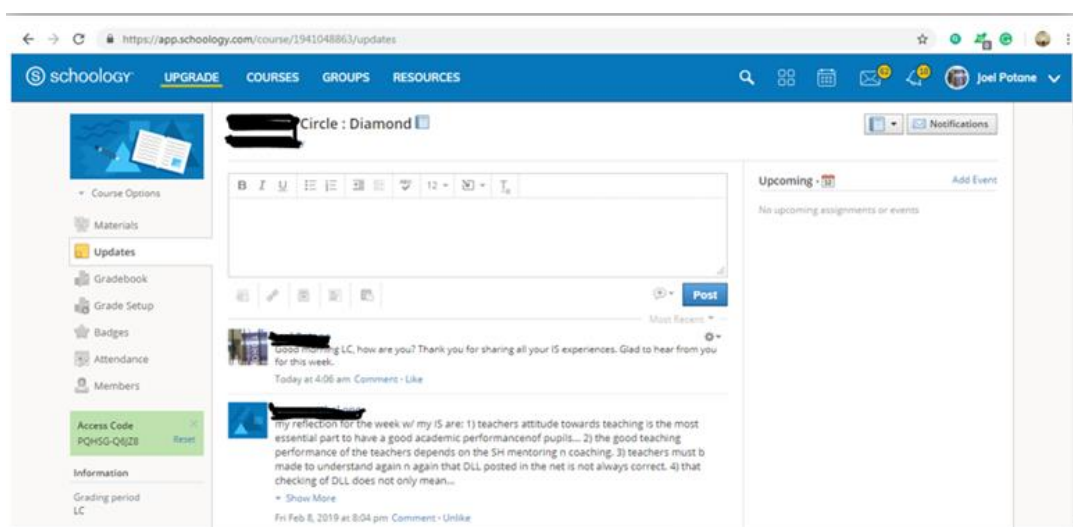 https://app.schoology.com/course/1941048863/updates
S schoology UPGRADE COURSES GROUPS RESOURCES Joel Potane
Circle : Diamond
Notifications
Course Options
Materials
Updates
Gradebook
Grade Setup
Badges
Attendance
Members
Access Code
PQHSG-Q6JZ8 Reset
Information
Grading period
LC
B I U 12
Post
Most Recent
Good morning LC, how are you? Thank you for sharing all your IS experiences. Glad to hear from you
for this week.
Today at 4:06 am Comment · Like
my reflection for the week w/ my IS are: 1) teachers attitude towards teaching is the most
essential part to have a good academic performancenof pupils... 2) the good teaching
performance of the teachers depends on the SH mentoring n coaching. 3) teachers must b
made to understand again n again that DLL posted in the net is not always correct. 4) that
checking of DLL does not only mean...
Show More
Fri Feb 8, 2019 at 8:04 pm Comment · Unlike
Upcoming · Add Event
No upcoming assignments or events